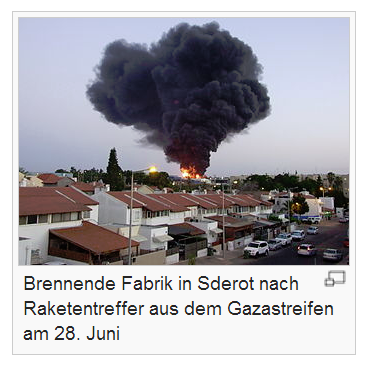 Brennende Fabrik in Sderot nach
Raketentreffer aus dem Gazastreifen
am 28. Juni